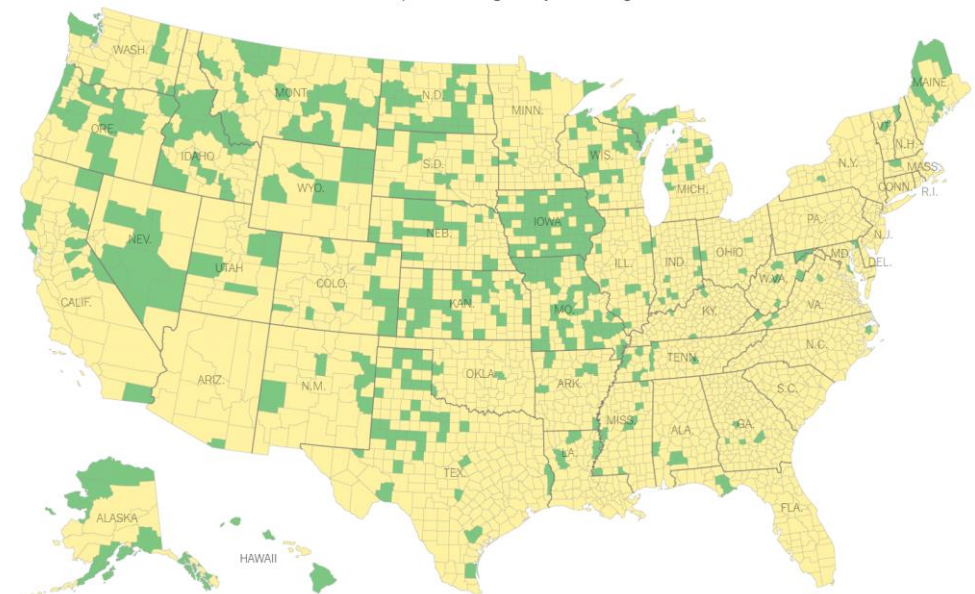 WASH.
MONT.
N.D.
MINN.
MAINE
ORE.
IDAHO
S.D.
WIS.
VT.
N.H.
N.Y.
MASS.
WYO.
MICH.
CONN.
R.I.
IOWA
NEB.
PA.
N.J.
NEV.
UTAH
ILL.
IND.
OHIO
MD.
DEL.
COLO.
W.VA.
CALIF.
KAN.
MO.
KY.
VA.
N.C.
TENN.
ARIZ.
N.M.
OKLA.
ARK.
S.C.
MISS.
ALA.
GA.
LA.
TEX.
FLA.
ALASKA
HAWAII